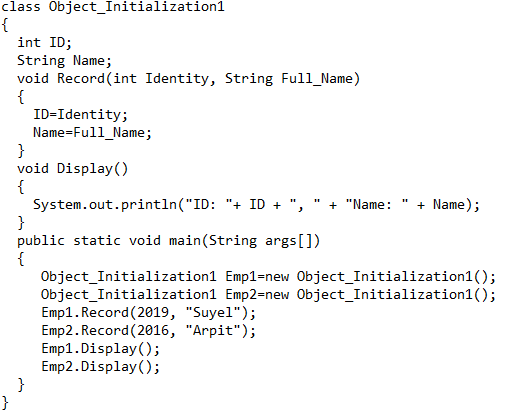 class Object_Initialization1
{
  int ID;
  String Name;
  void Record(int Identity, String Full_Name)
  {
    ID=Identity;
    Name=Full_Name;
  }
  void Display()
  {
    System.out.println("ID: "+ ID + ", " + "Name: " + Name);
  }
  public static void main(String args[])
  {
     Object_Initialization1 Emp1=new Object_Initialization1();
     Object_Initialization1 Emp2=new Object_Initialization1();
     Emp1.Record(2019, "Suyel");
     Emp2.Record(2016, "Arpit");
     Emp1.Display();
     Emp2.Display();
  }
}